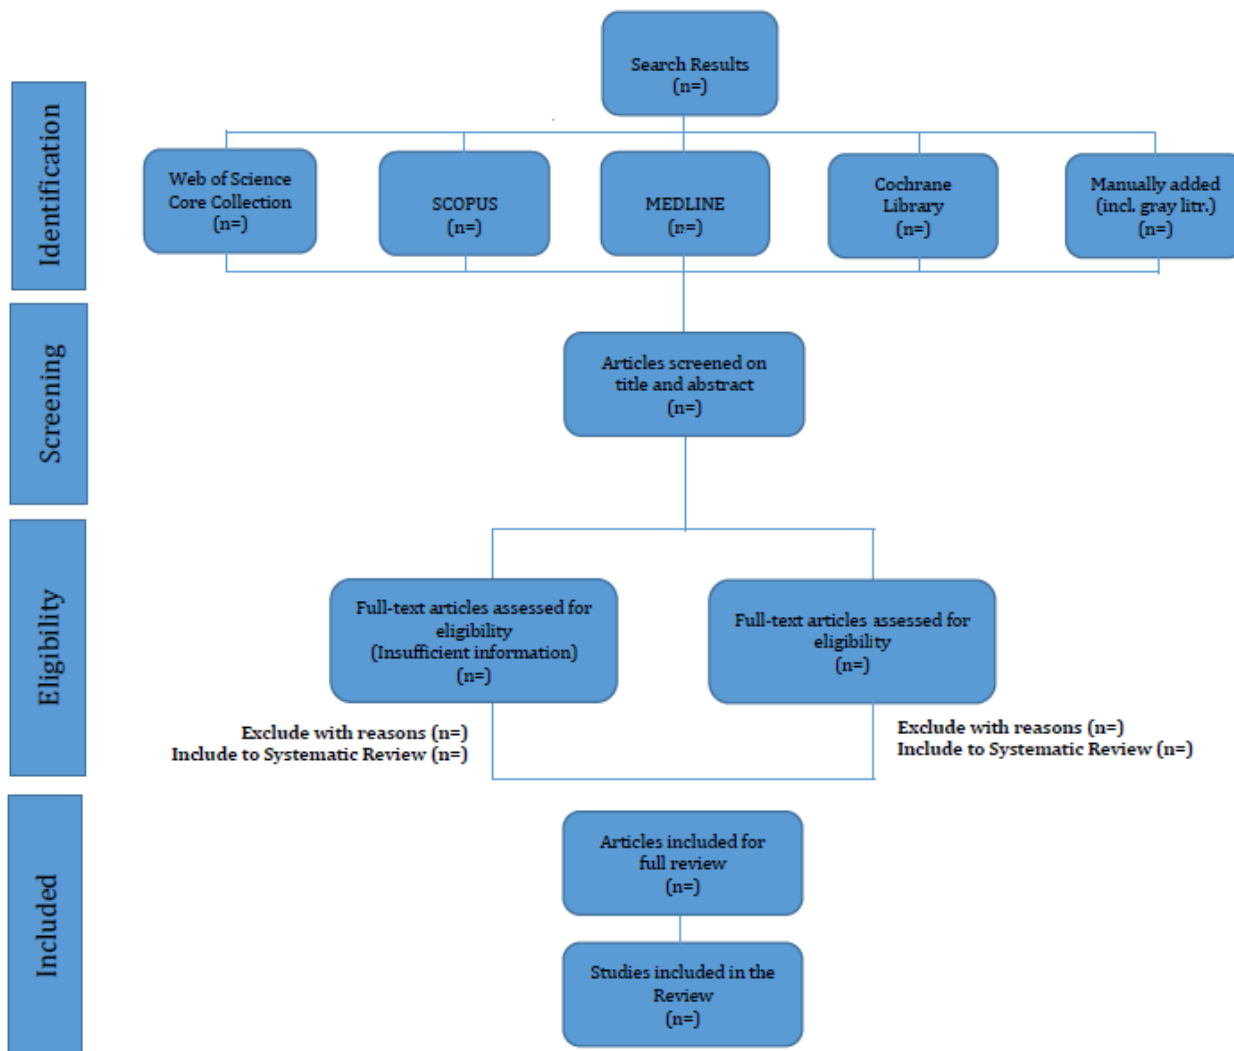 Search Results
(n=)
Identification
Web of Science
Core Collection
(n=)
SCOPUS
(n=)
MEDLINE
(n=)
Cochrane
Library
(n=)
Manually added
(incl. gray litr.)
(n=)
Screening
Articles screened on
title and abstract
(n=)
Eligibility
Full-text articles assessed for
eligibility
(Insufficient information)
(n=)
Full-text articles assessed for
eligibility
(n=)
Exclude with reasons (n=)
Include to Systematic Review (n=)
Exclude with reasons (n=)
Include to Systematic Review (n=)
Included
Articles included for
full review
(n=)
Studies included in the
Review
(n=)